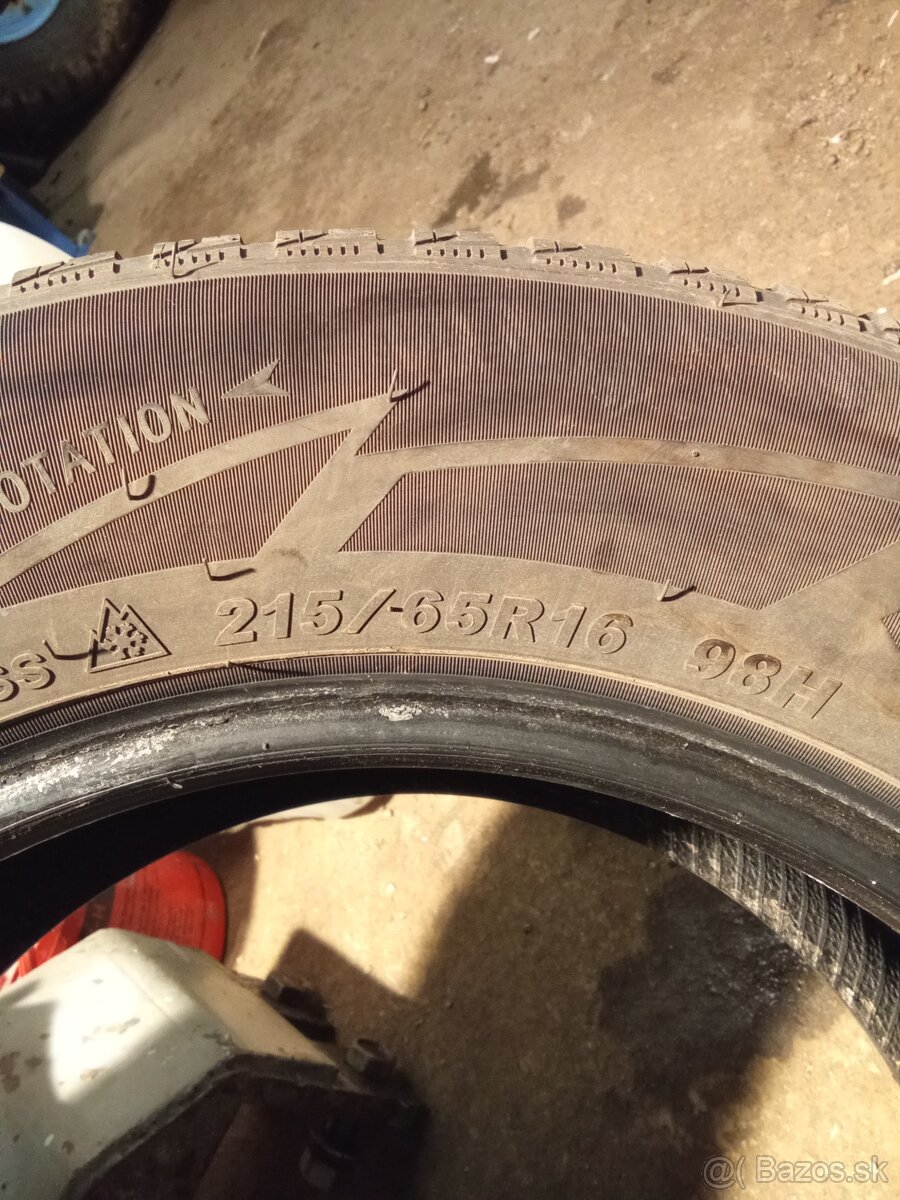 OTATION
SS 215/65R16 98H
@( Bazos.sk